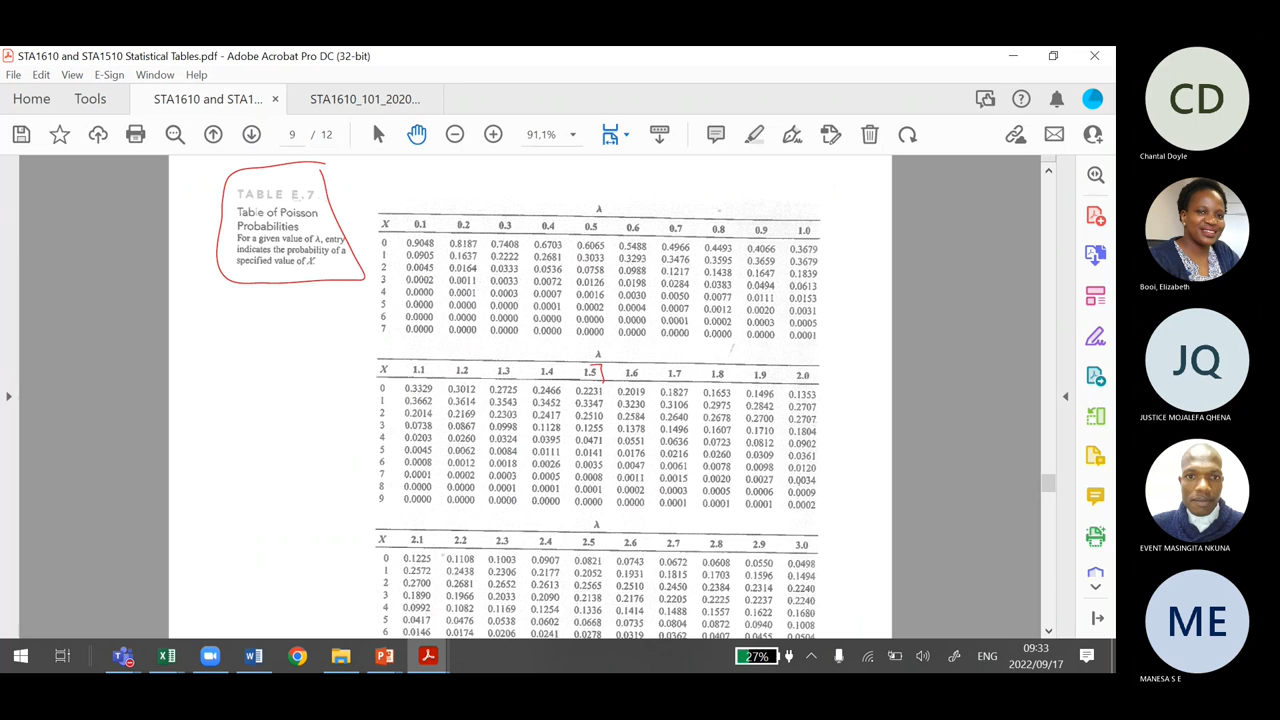 STA1610 and STA1510 Statistical Tables.pdf - Adobe Acrobat Pro DC (32-bit)
File Edit View E-Sign Window Help
Home Tools STA1610 and STA1... × STA1610_101_2020...
9 / 12 91,1%
TABLE E.7
Table of Poisson
Probabilities
For a given value of λ, entry
indicates the probability of a
specified value of X.
λ
X 0.1 0.2 0.3 0.4 0.5 0.6 0.7 0.8 0.9 1.0
0 0.9048 0.8187 0.7408 0.6703 0.6065 0.5488 0.4966 0.4493 0.4066 0.3679
1 0.0905 0.1637 0.2222 0.2681 0.3033 0.3293 0.3476 0.3595 0.3659 0.3679
2 0.0045 0.0164 0.0333 0.0536 0.0758 0.0988 0.1217 0.1438 0.1647 0.1839
3 0.0002 0.0011 0.0033 0.0072 0.0126 0.0198 0.0284 0.0383 0.0494 0.0613
4 0.0000 0.0001 0.0003 0.0007 0.0016 0.0030 0.0050 0.0077 0.0111 0.0153
5 0.0000 0.0000 0.0000 0.0001 0.0002 0.0004 0.0007 0.0012 0.0020 0.0031
6 0.0000 0.0000 0.0000 0.0000 0.0000 0.0000 0.0001 0.0002 0.0003 0.0005
7 0.0000 0.0000 0.0000 0.0000 0.0000 0.0000 0.0000 0.0000 0.0000 0.0001
λ
X 1.1 1.2 1.3 1.4 1.5 1.6 1.7 1.8 1.9 2.0
0 0.3329 0.3012 0.2725 0.2466 0.2231 0.2019 0.1827 0.1653 0.1496 0.1353
1 0.3662 0.3614 0.3543 0.3452 0.3347 0.3230 0.3106 0.2975 0.2842 0.2707
2 0.2014 0.2169 0.2303 0.2417 0.2510 0.2584 0.2640 0.2678 0.2700 0.2707
3 0.0738 0.0867 0.0998 0.1128 0.1255 0.1378 0.1496 0.1607 0.1710 0.1804
4 0.0203 0.0260 0.0324 0.0395 0.0471 0.0551 0.0636 0.0723 0.0812 0.0902
5 0.0045 0.0062 0.0084 0.0111 0.0141 0.0176 0.0216 0.0260 0.0309 0.0361
6 0.0008 0.0012 0.0018 0.0026 0.0035 0.0047 0.0061 0.0078 0.0098 0.0120
7 0.0001 0.0002 0.0003 0.0005 0.0008 0.0011 0.0015 0.0020 0.0027 0.0034
8 0.0000 0.0000 0.0001 0.0001 0.0001 0.0002 0.0003 0.0005 0.0006 0.0009
9 0.0000 0.0000 0.0000 0.0000 0.0000 0.0000 0.0001 0.0001 0.0001 0.0002
λ
X 2.1 2.2 2.3 2.4 2.5 2.6 2.7 2.8 2.9 3.0
0 0.1225 0.1108 0.1003 0.0907 0.0821 0.0743 0.0672 0.0608 0.0550 0.0498
1 0.2572 0.2438 0.2306 0.2177 0.2052 0.1931 0.1815 0.1703 0.1596 0.1494
2 0.2700 0.2681 0.2652 0.2613 0.2565 0.2510 0.2450 0.2384 0.2314 0.2240
3 0.1890 0.1966 0.2033 0.2090 0.2138 0.2176 0.2205 0.2225 0.2237 0.2240
4 0.0992 0.1082 0.1169 0.1254 0.1336 0.1414 0.1488 0.1557 0.1622 0.1680
5 0.0417 0.0476 0.0538 0.0602 0.0668 0.0735 0.0804 0.0872 0.0940 0.1008
6 0.0146 0.0174 0.0206 0.0241 0.0278 0.0319 0.0362 0.0407 0.0455 0.0504
27% ENG 09:33
2022/09/17
CD
Chantal Doyle
Booi, Elizabeth
JQ
JUSTICE MOJALEFA QHENA
EVENT MASINGITA NKUNA
ME
MANESA S E